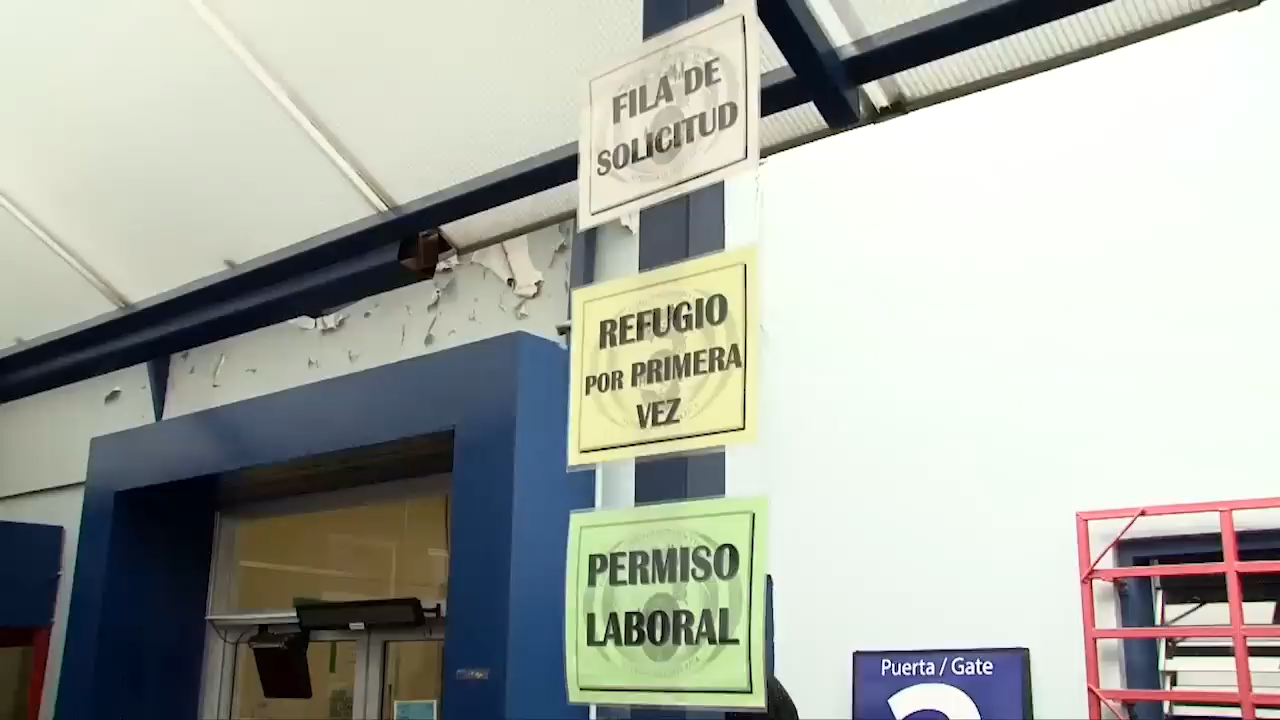 FILA DE
SOLICITUD
REFUGIO
POR PRIMERA
VEZ
PERMISO
LABORAL
Puerta / Gate